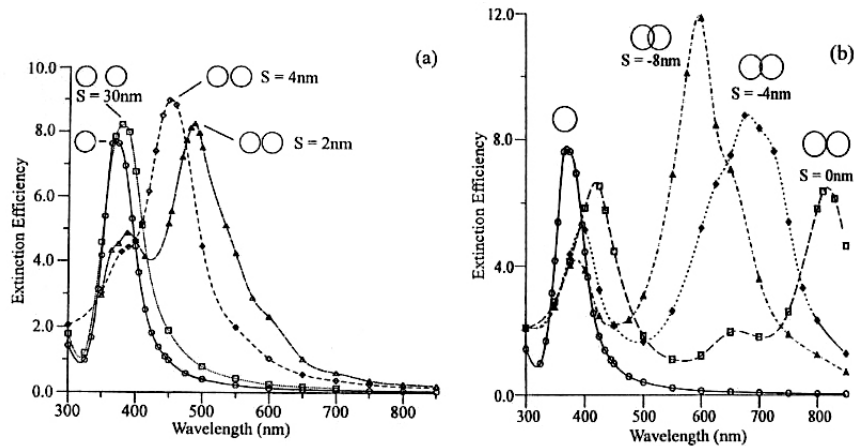 (a)
10.0
8.0
6.0
4.0
2.0
0.0
Extinction Efficiency
S = 4nm
S = 30nm
S = 2nm
300 400 500 600 700 800
Wavelength (nm)
(b)
12.0
8.0
4.0
0.0
Extinction Efficiency
S = -8nm
S = -4nm
S = 0nm
300 400 500 600 700 800
Wavelength (nm)